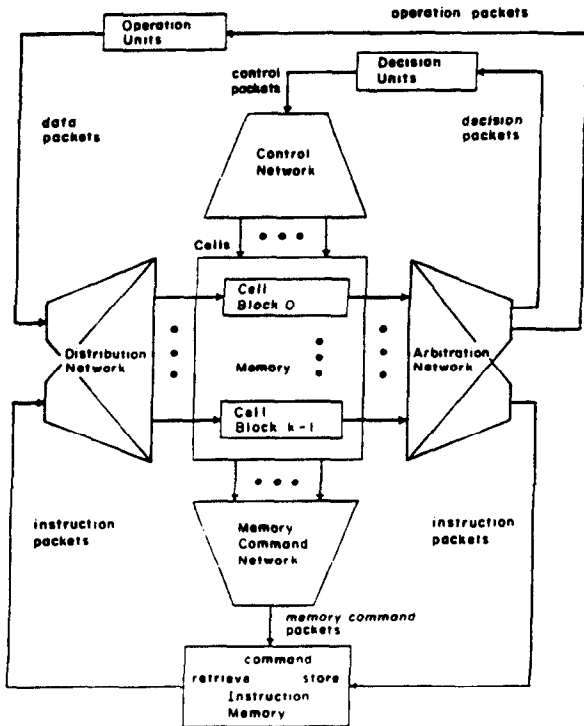 operation packets
Operation
Units
Decision
Units
control
packets
data
packets
decision
packets
Control
Network
Cells
Cell
Block 0
Distribution
Network
Memory
Arbitration
Network
Cell
Block k-1
instruction
packets
instruction
packets
Memory
Command
Network
memory command
packets
command
retrieve store
Instruction
Memory